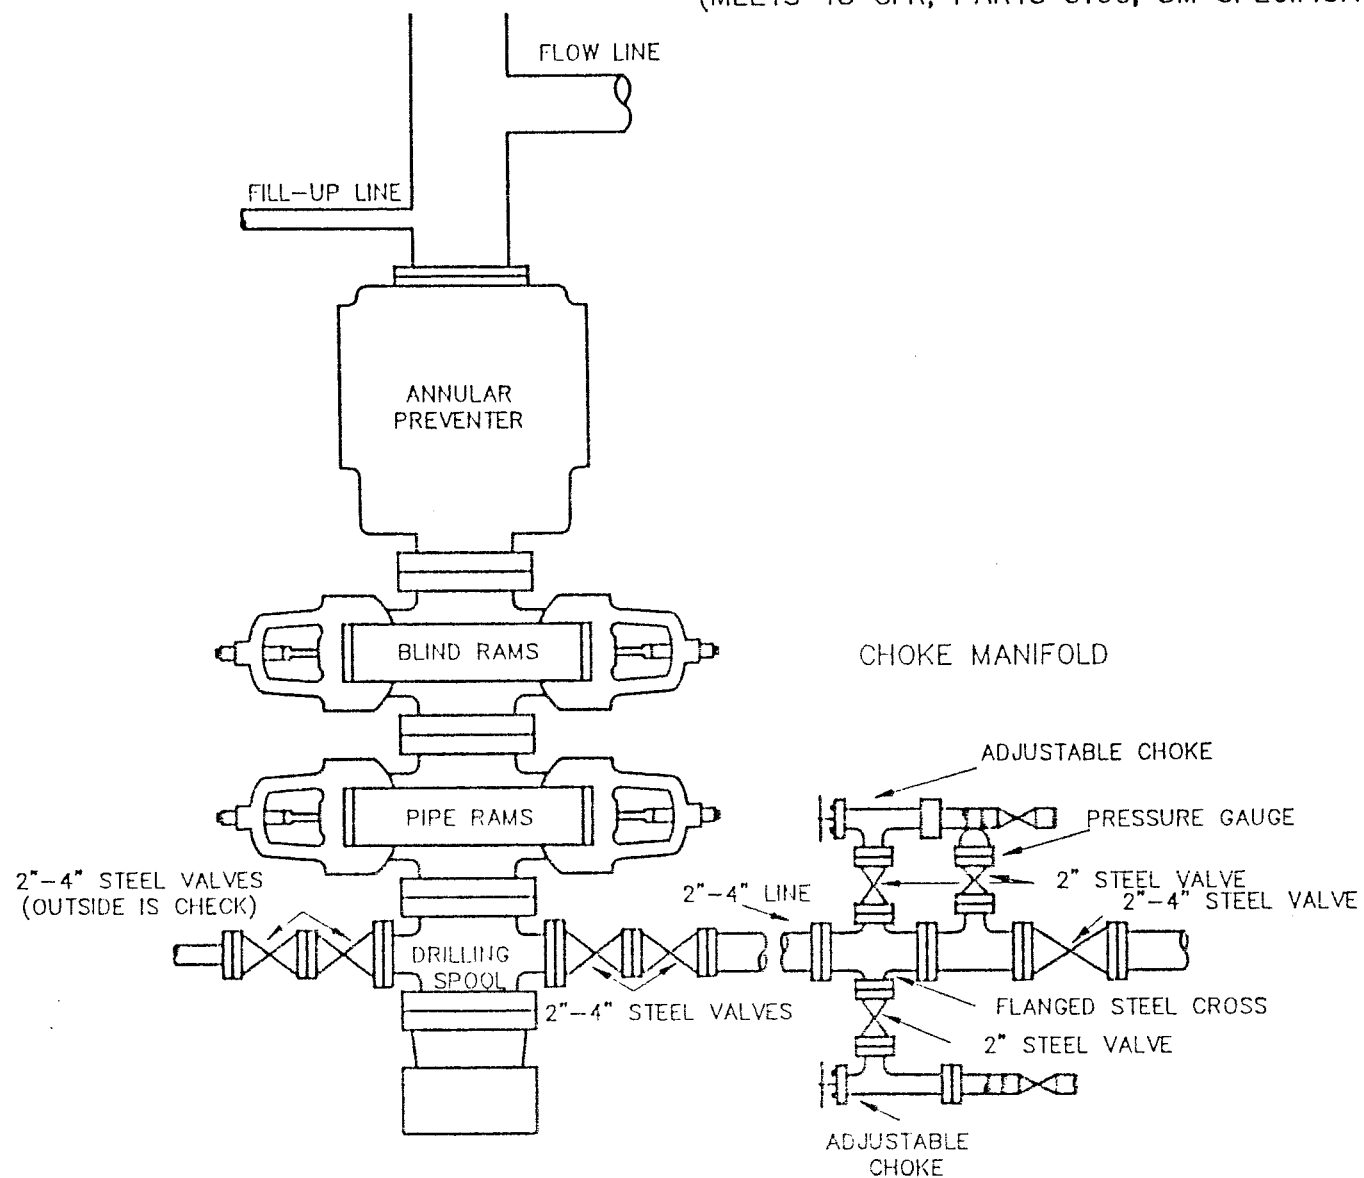 FLOW LINE
FILL-UP LINE
ANNULAR
PREVENTER
BLIND RAMS
CHOKE MANIFOLD
ADJUSTABLE CHOKE
PIPE RAMS
PRESSURE GAUGE
2"-4" STEEL VALVES
(OUTSIDE IS CHECK)
2"-4" LINE
2" STEEL VALVE
2"-4" STEEL VALVE
DRILLING
SPOOL
2"-4" STEEL VALVES
FLANGED STEEL CROSS
2" STEEL VALVE
ADJUSTABLE
CHOKE